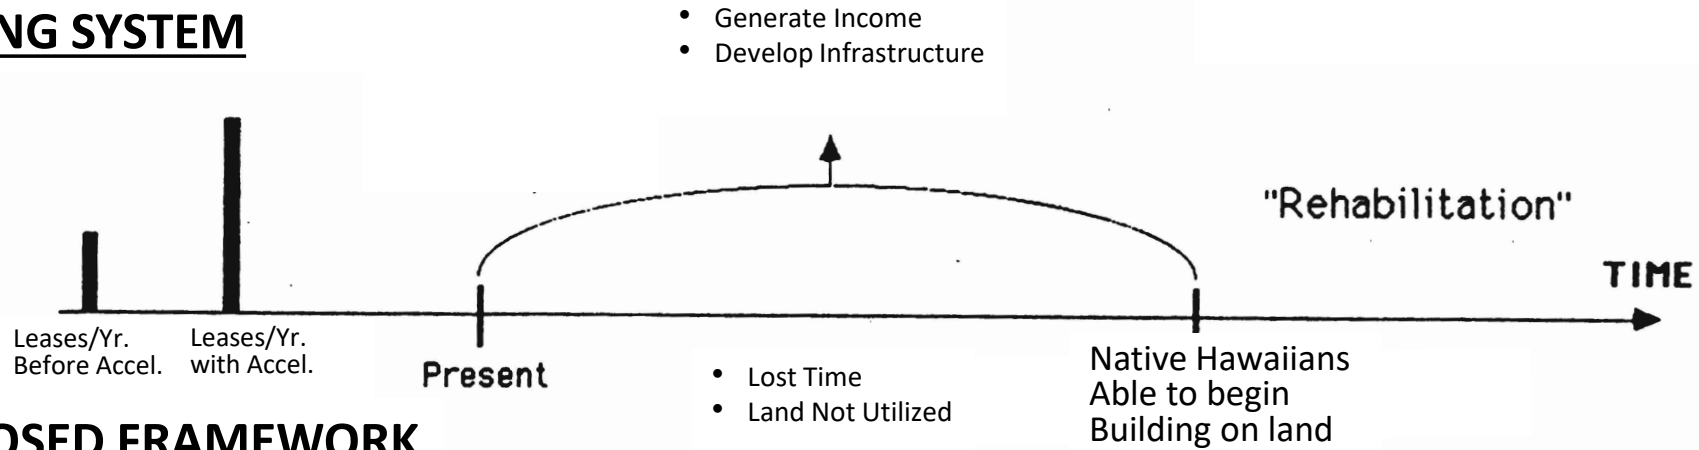 NG SYSTEM
• Generate Income
• Develop Infrastructure
"Rehabilitation"
TIME
Leases/Yr.
Before Accel.
Leases/Yr.
with Accel.
Present
• Lost Time
• Land Not Utilized
Native Hawaiians
Able to begin
Building on land
OSED FRAMEWORK